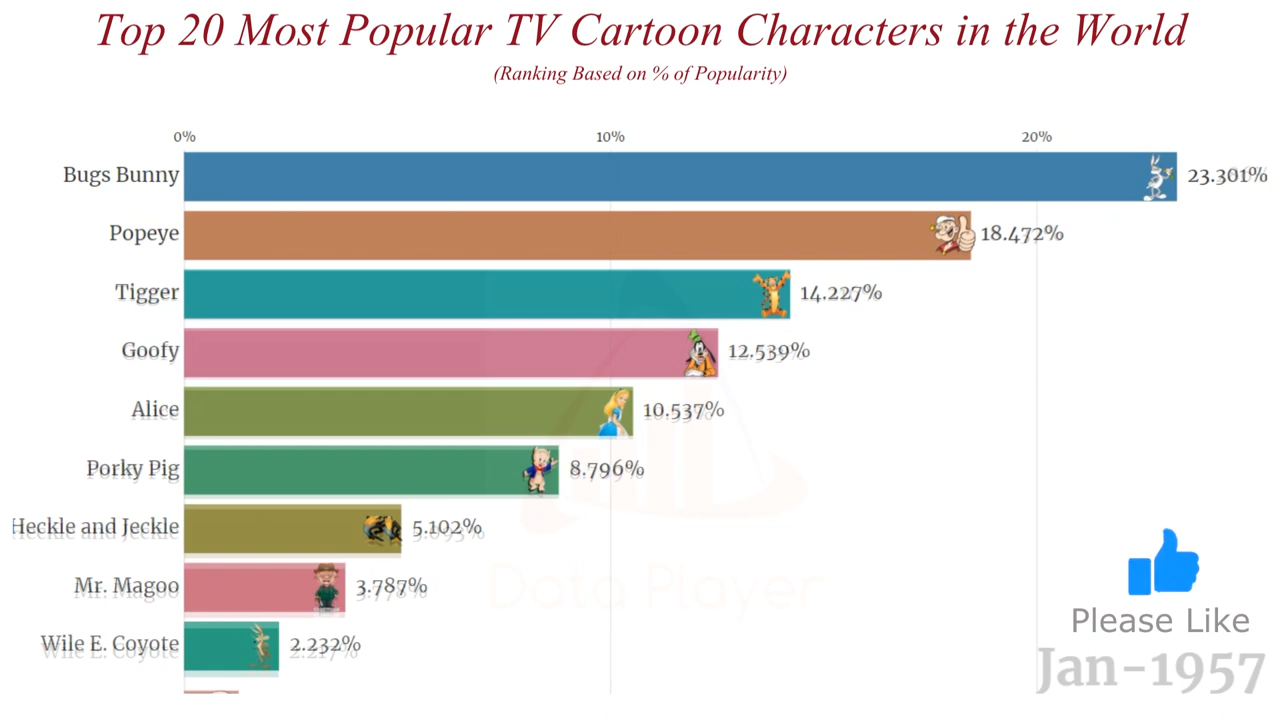 Top 20 Most Popular TV Cartoon Characters in the World
(Ranking Based on % of Popularity)
0% 10% 20%
Bugs Bunny 23.301%
Popeye 18.472%
Tigger 14.227%
Goofy 12.539%
Alice 10.537%
Porky Pig 8.796%
Heckle and Jeckle 5.102%
Mr. Magoo 3.787%
Data Player
Wile E. Coyote 2.232%
Please Like
Jan-1957